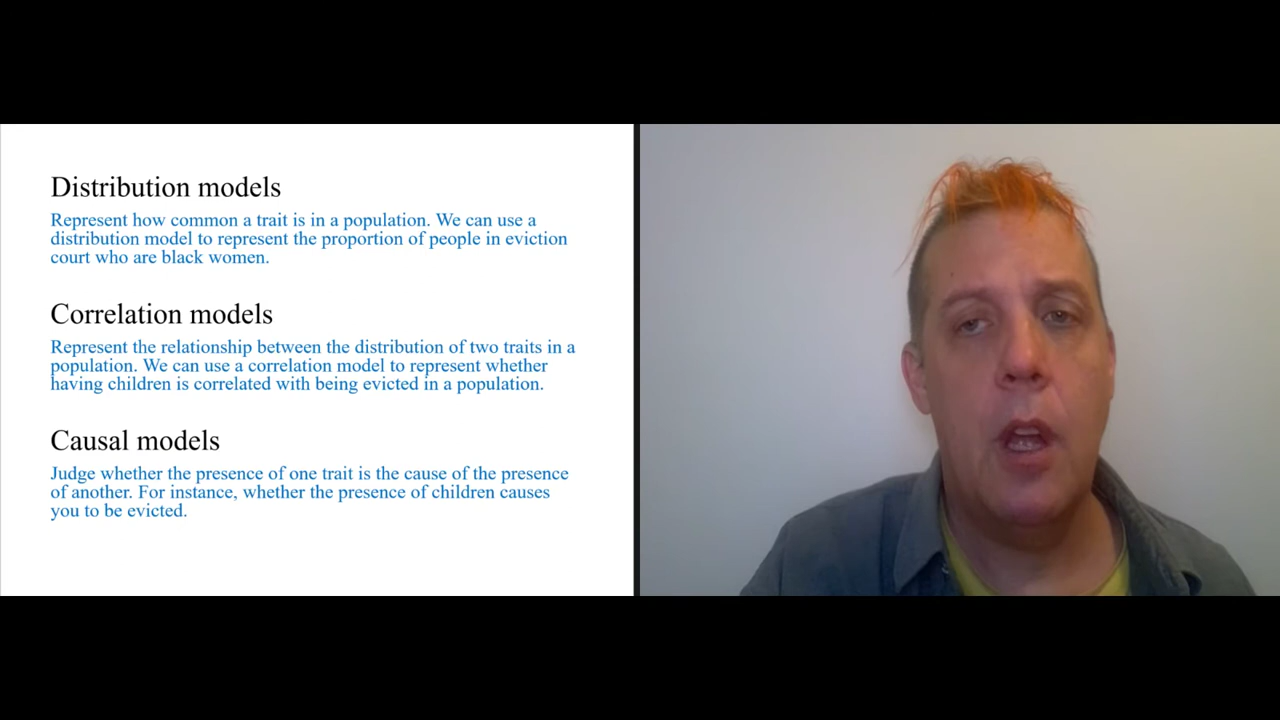 Distribution models
Represent how common a trait is in a population. We can use a
distribution model to represent the proportion of people in eviction
court who are black women.
Correlation models
Represent the relationship between the distribution of two traits in a
population. We can use a correlation model to represent whether
having children is correlated with being evicted in a population.
Causal models
Judge whether the presence of one trait is the cause of the presence
of another. For instance, whether the presence of children causes
you to be evicted.